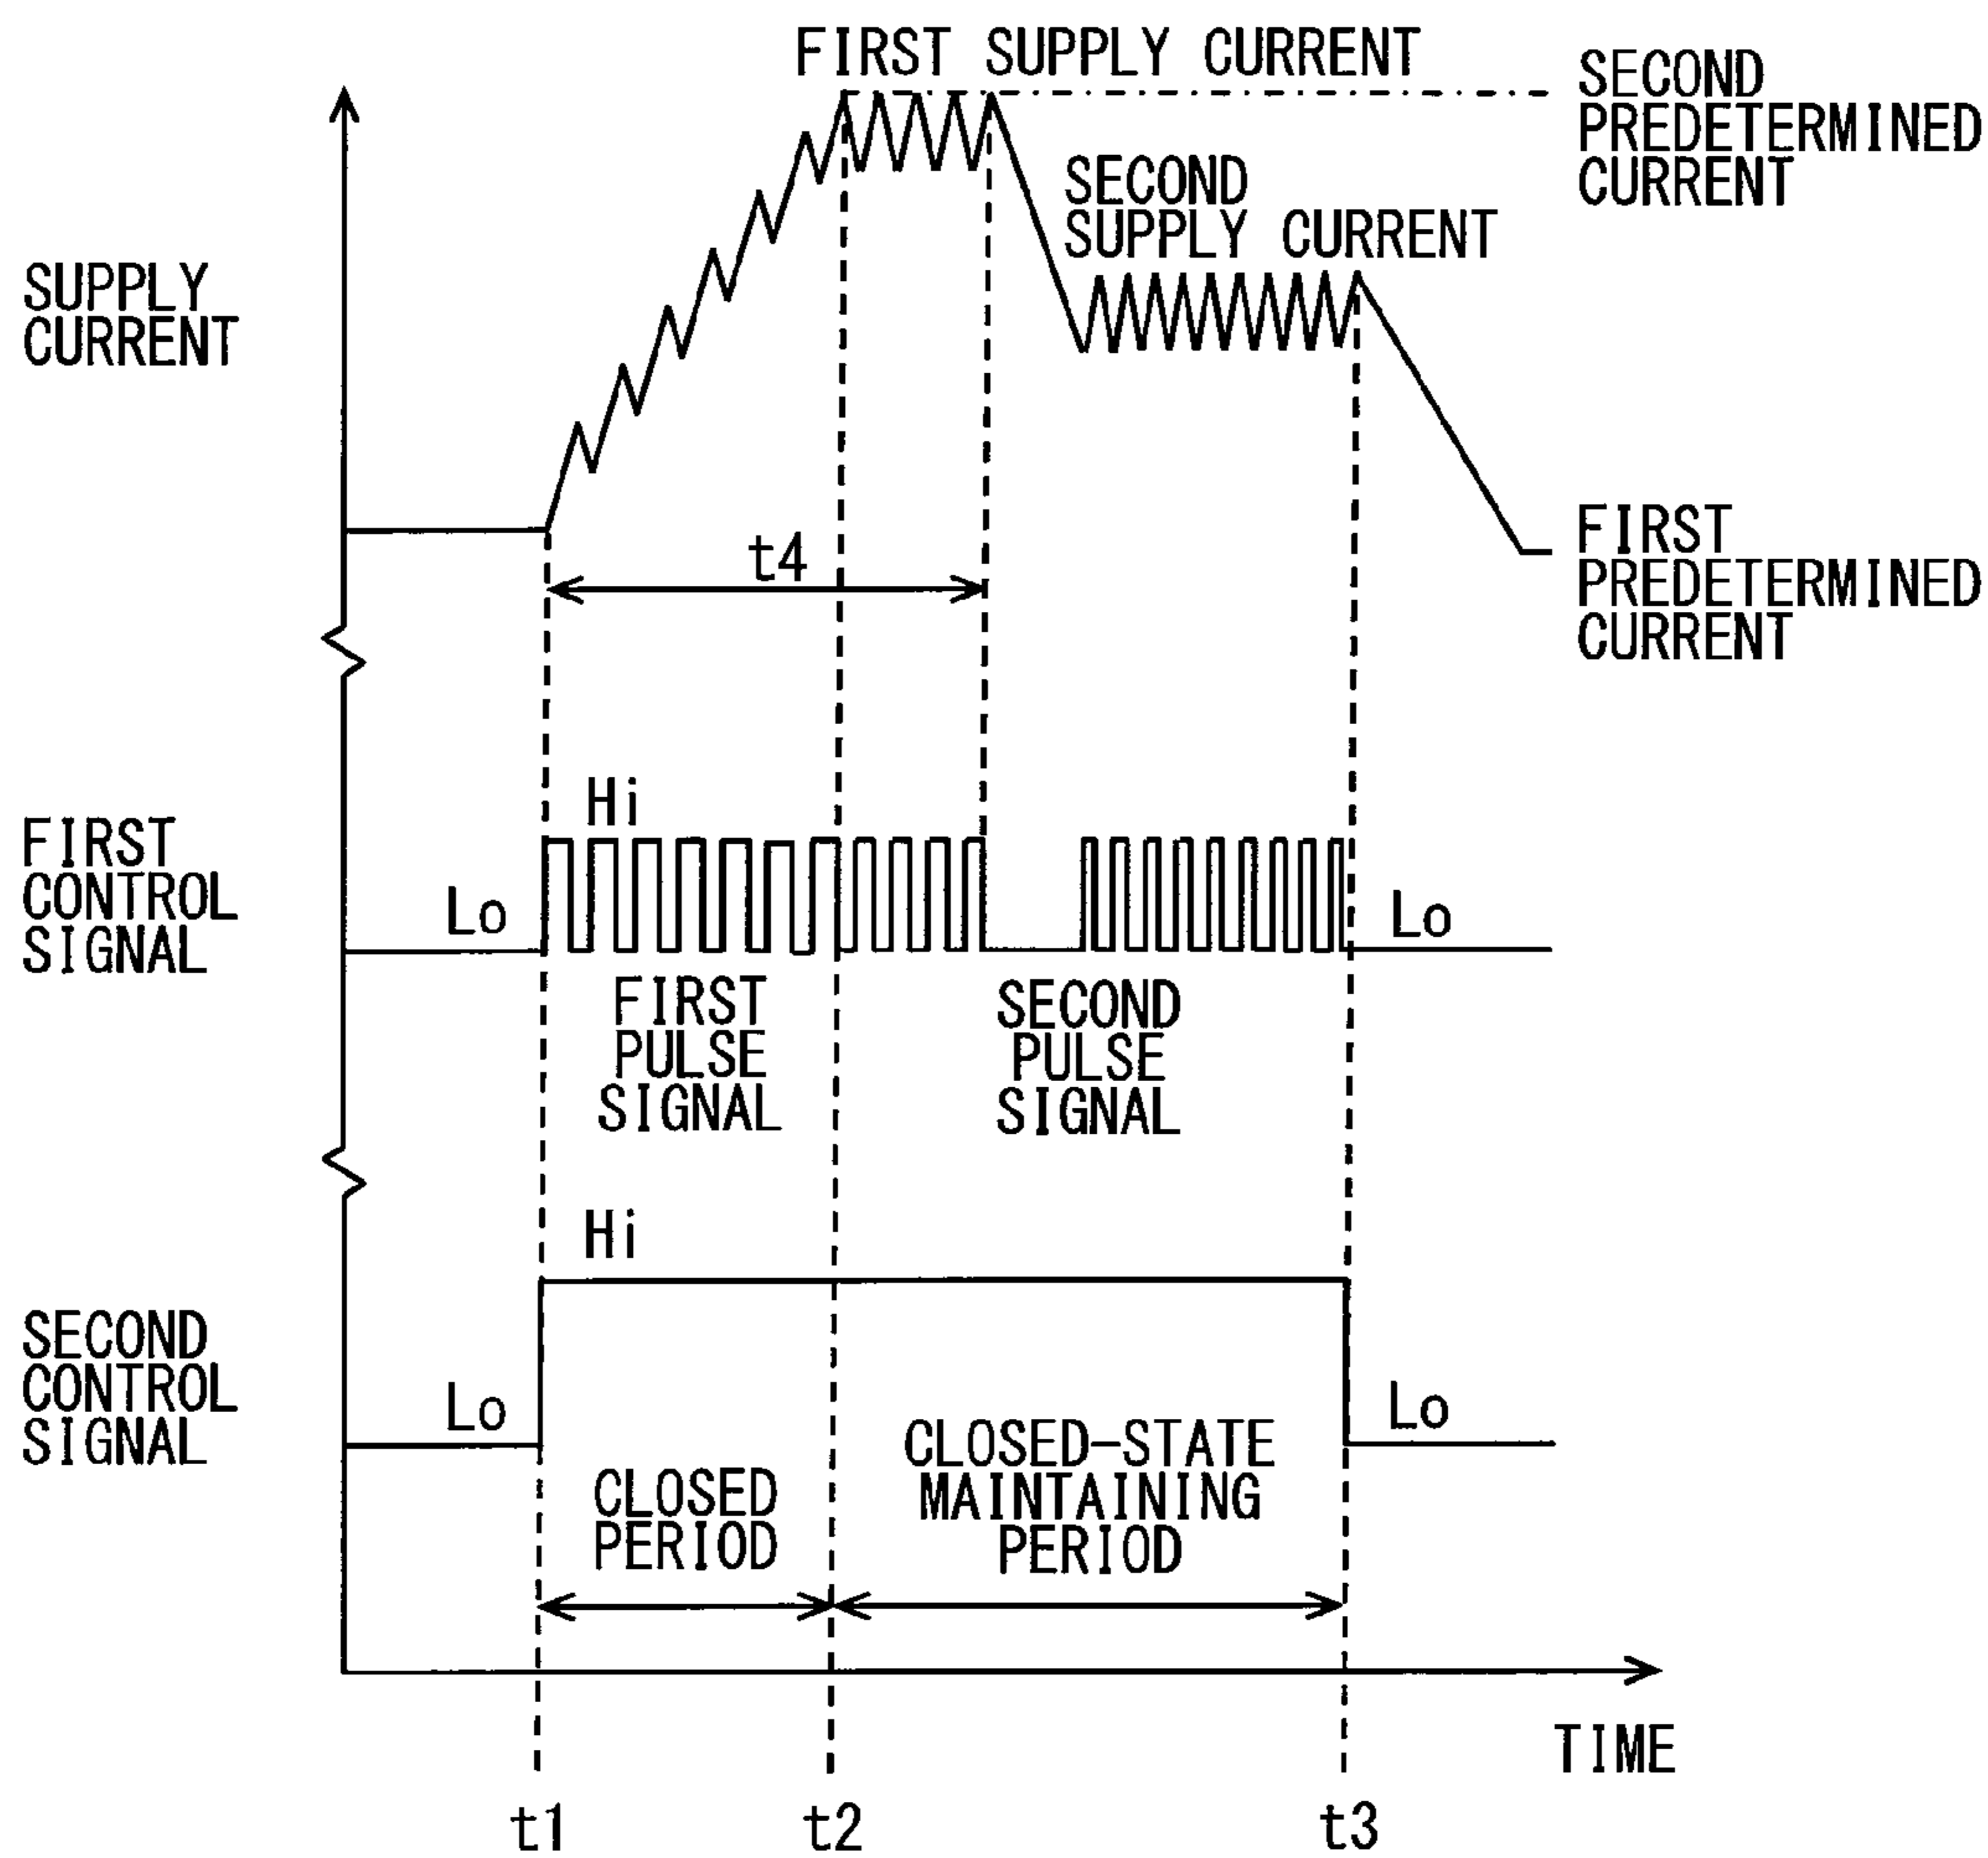 FIRST SUPPLY CURRENT
SECOND
PREDETERMINED
CURRENT
SECOND
SUPPLY CURRENT
SUPPLY
CURRENT
FIRST
PREDETERMINED
CURRENT
t4
Hi
FIRST
CONTROL
SIGNAL
Lo
Lo
FIRST
PULSE
SIGNAL
SECOND
PULSE
SIGNAL
Hi
SECOND
CONTROL
SIGNAL
Lo
Lo
CLOSED
PERIOD
CLOSED-STATE
MAINTAINING
PERIOD
TIME
t1
t2
t3